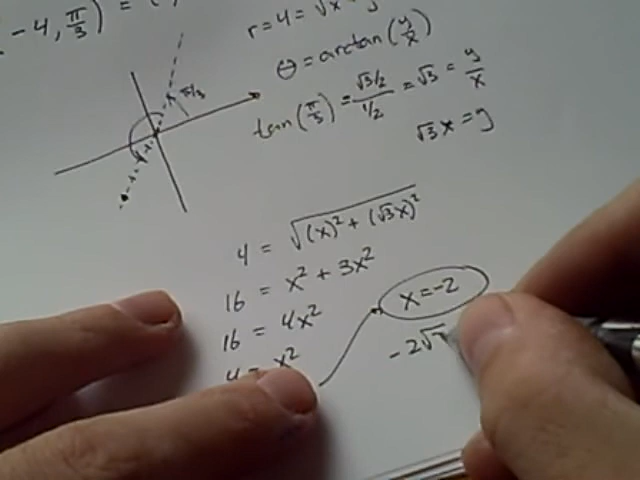 -4, π/3) = (
r = 4 = √x
θ = arctan(y/x)
π/3
tan(π/3) = √3/2 / 1/2 = √3 = y/x
√3x = y
4 = √(x)² + (√3x)²
16 = x² + 3x²
16 = 4x²
4 = x²
x = -2
-2√